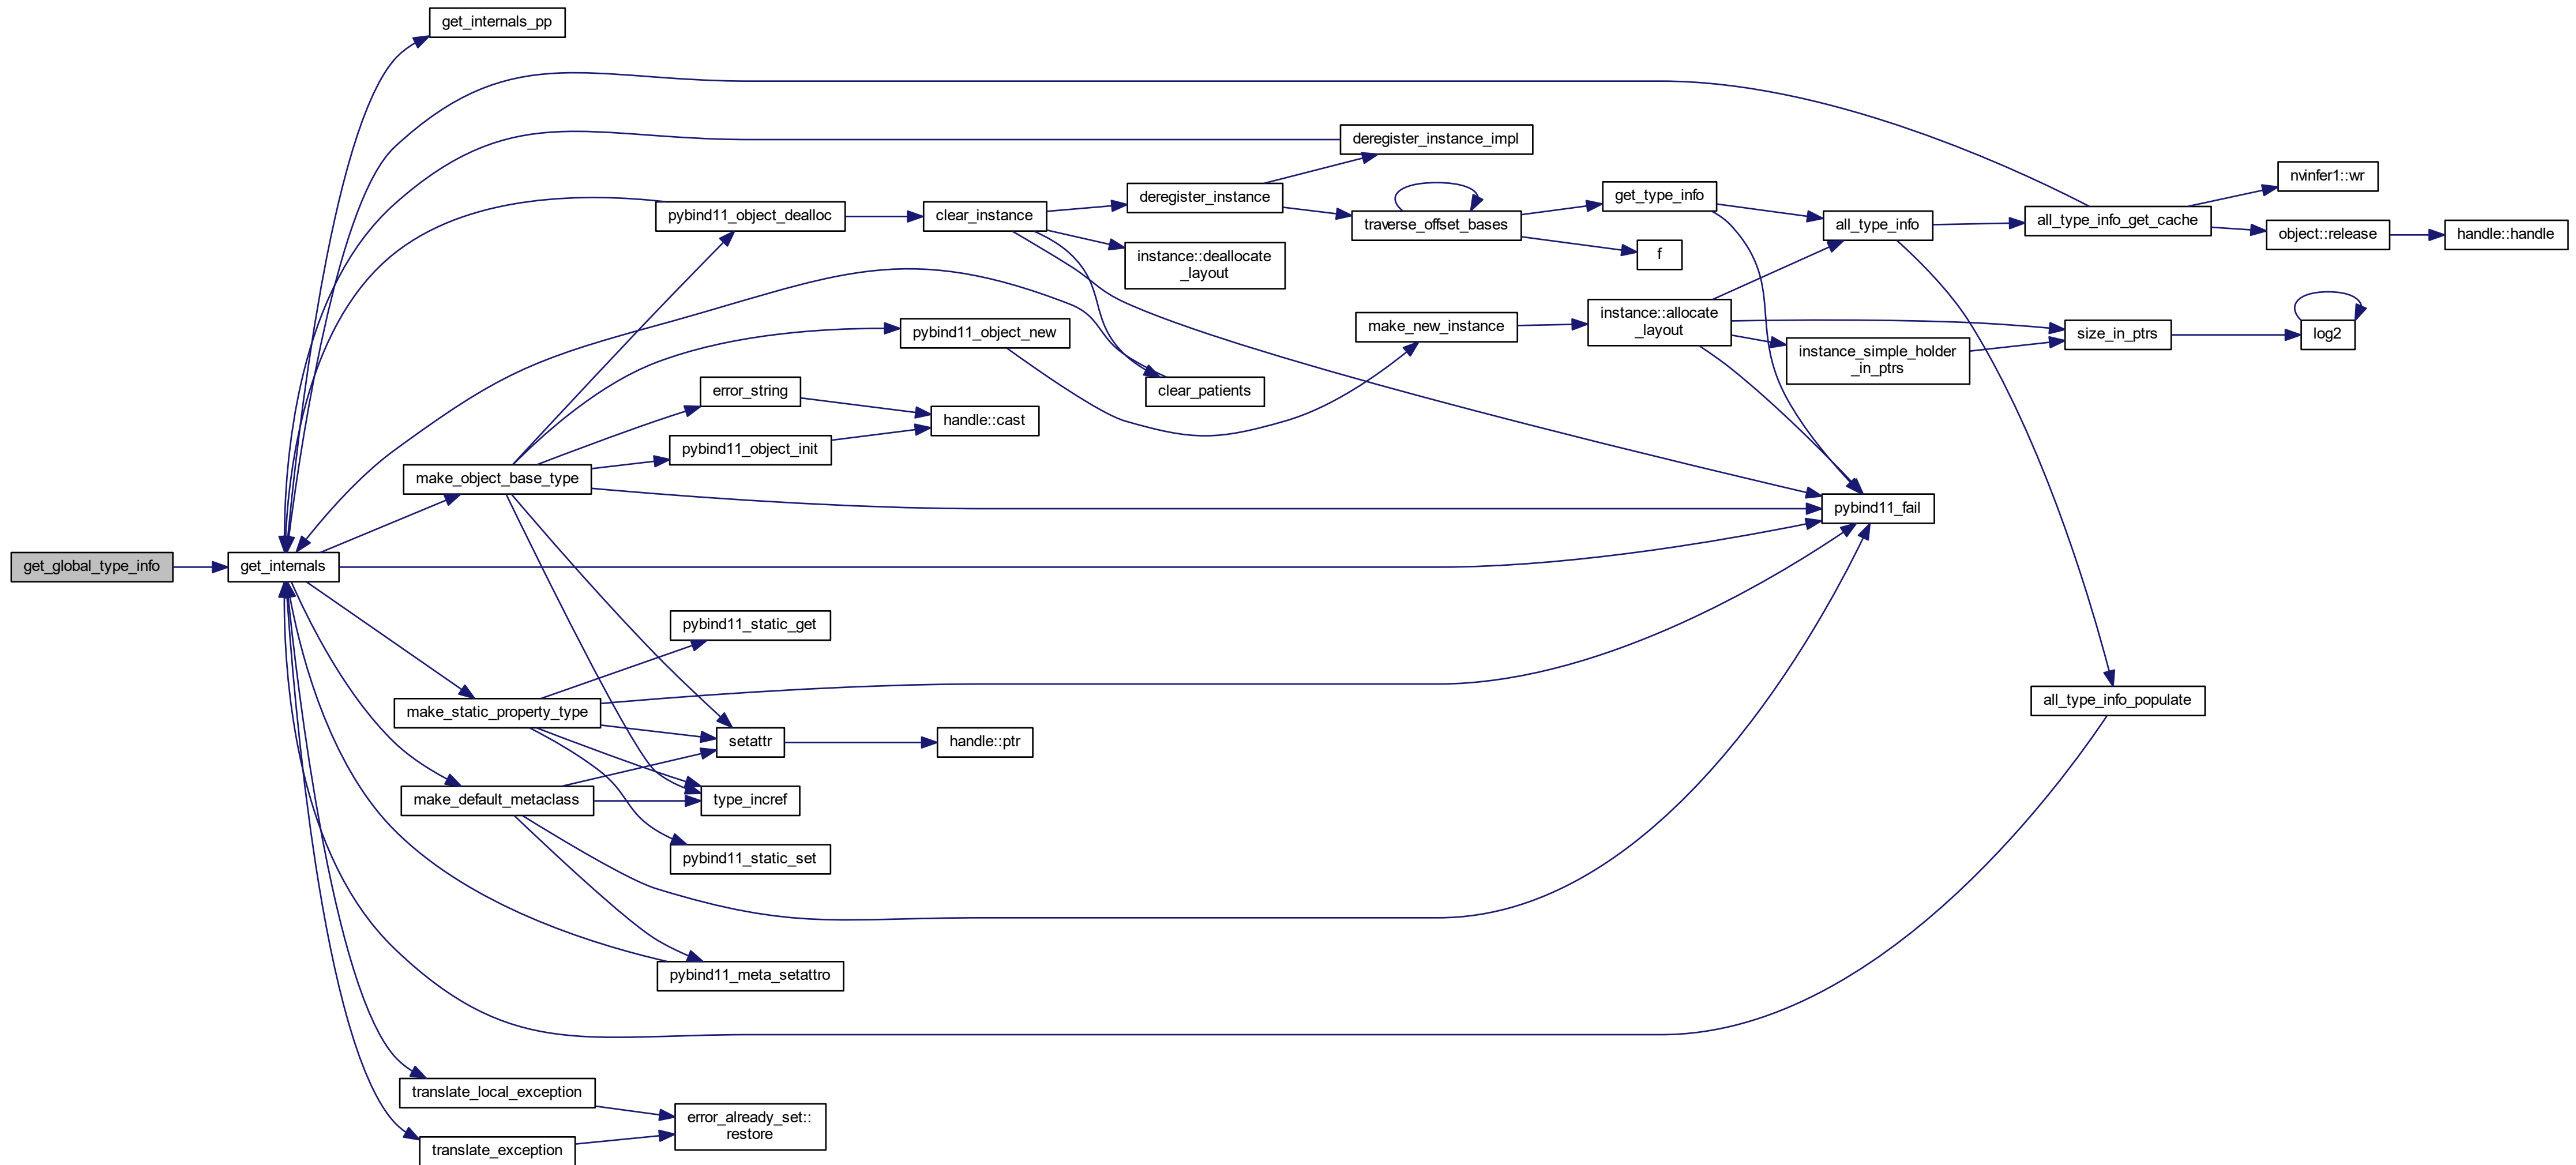 get_internals_pp
deregister_instance_impl
nvinfer1::wr
deregister_instance
get_type_info
pybind11_object_dealloc
clear_instance
traverse_offset_bases
all_type_info
all_type_info_get_cache
object::release
handle::handle
f
instance::deallocate
_layout
make_new_instance
instance::allocate
_layout
pybind11_object_new
size_in_ptrs
log2
instance_simple_holder
_in_ptrs
error_string
clear_patients
handle::cast
pybind11_object_init
make_object_base_type
pybind11_fail
get_global_type_info
get_internals
pybind11_static_get
make_static_property_type
all_type_info_populate
setattr
handle::ptr
make_default_metaclass
type_incref
pybind11_static_set
pybind11_meta_setattro
translate_local_exception
error_already_set::
restore
translate_exception